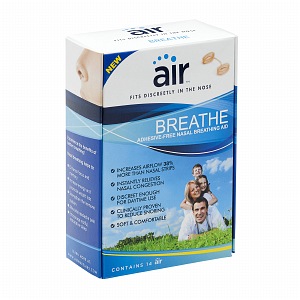 NEW
air
FITS DISCREETLY IN THE NOSE
BREATHE
ADHESIVE-FREE NASAL BREATHING AID
INCREASES AIRFLOW 38%
MORE THAN NASAL STRIPS
INSTANTLY RELIEVES
NASAL CONGESTION
DISCREET ENOUGH
FOR DAYTIME USE
CLINICALLY PROVEN
TO REDUCE SNORING
SOFT & COMFORTABLE
CONTAINS 14 air